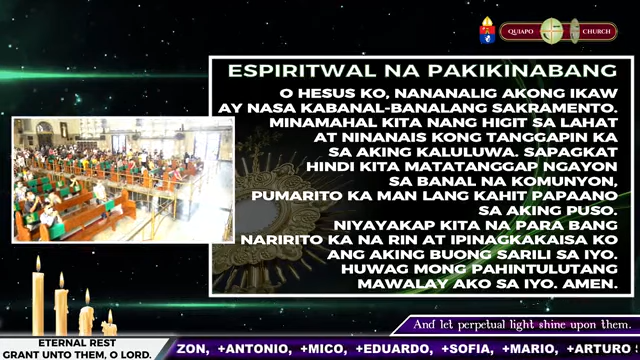 QUIAPO CHURCH
ESPIRITWAL NA PAKIKINABANG
O HESUS KO, NANANALIG AKONG IKAW
AY NASA KABANAL-BANALANG SAKRAMENTO.
MINAMAHAL KITA NANG HIGIT SA LAHAT
AT NINANAIS KONG TANGGAPIN KA
SA AKING KALULUWA. SAPAGKAT
HINDI KITA MATATANGGAP NGAYON
SA BANAL NA KOMUNYON,
PUMARITO KA MAN LANG KAHIT PAPAANO
SA AKING PUSO.
NIYAYAKAP KITA NA PARA BANG
NARIRITO KA NA RIN AT IPINAGKAKAISA KO
ANG AKING BUONG SARILI SA IYO.
HUWAG MONG PAHINTULUTANG
MAWALAY AKO SA IYO. AMEN.
And let perpetual light shine upon them.
ETERNAL REST
GRANT UNTO THEM, O LORD.
ZON, +ANTONIO, +MICO, +EDUARDO, +SOFIA, +MARIO, +ARTURO